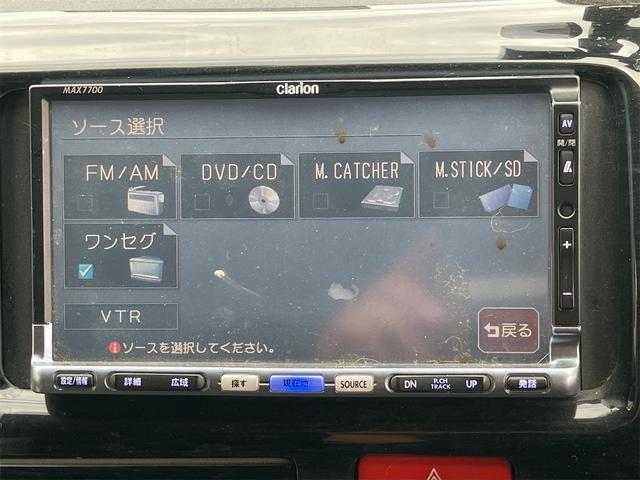 MAX7700
clarion
ソース選択
FM/AM
DVD/CD
M.CATCHER
M.STICK/SD
ワンセグ
VTR
ソースを選択してください。
戻る
AV
開/閉
+
-
設定/情報
詳細
広域
探す
現在地
SOURCE
DN
P.CH
TRACK
UP
発話